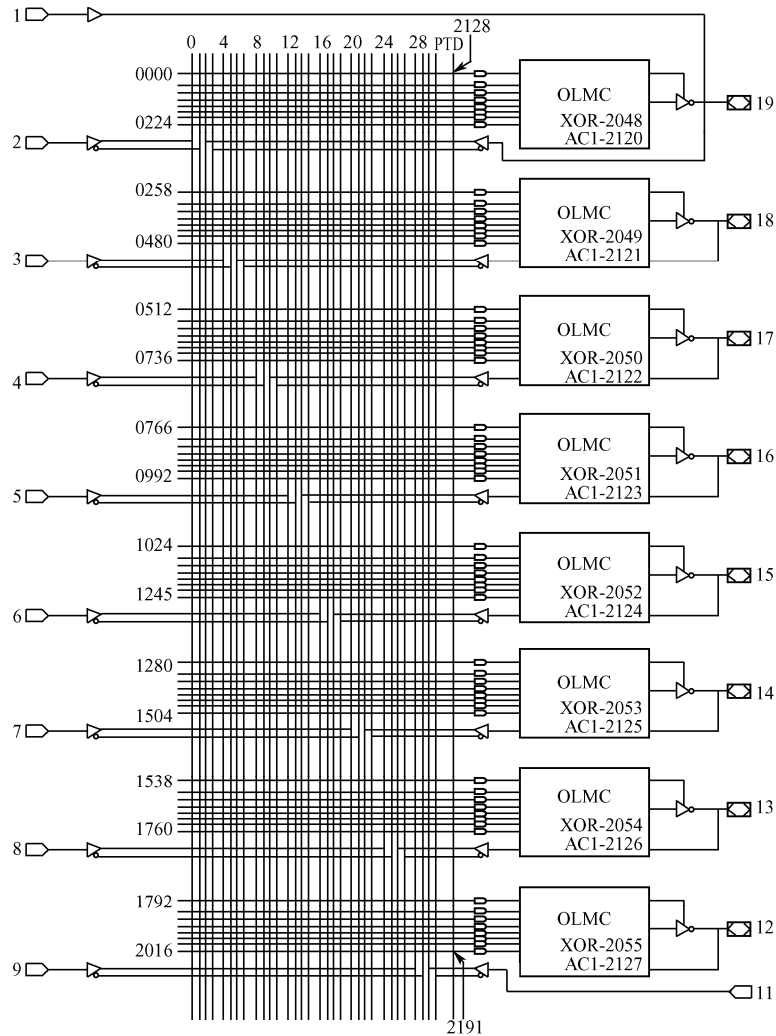 1
2128
0 4 8 12 16 20 24 28 PTD
0000
OLMC
19
0224
XOR-2048
AC1-2120
2
0258
OLMC
18
0480
XOR-2049
AC1-2121
3
0512
OLMC
17
0736
XOR-2050
AC1-2122
4
0766
OLMC
16
0992
XOR-2051
AC1-2123
5
1024
OLMC
15
1245
XOR-2052
AC1-2124
6
1280
OLMC
14
1504
XOR-2053
AC1-2125
7
1538
OLMC
13
1760
XOR-2054
AC1-2126
8
1792
OLMC
12
2016
XOR-2055
AC1-2127
9
11
2191